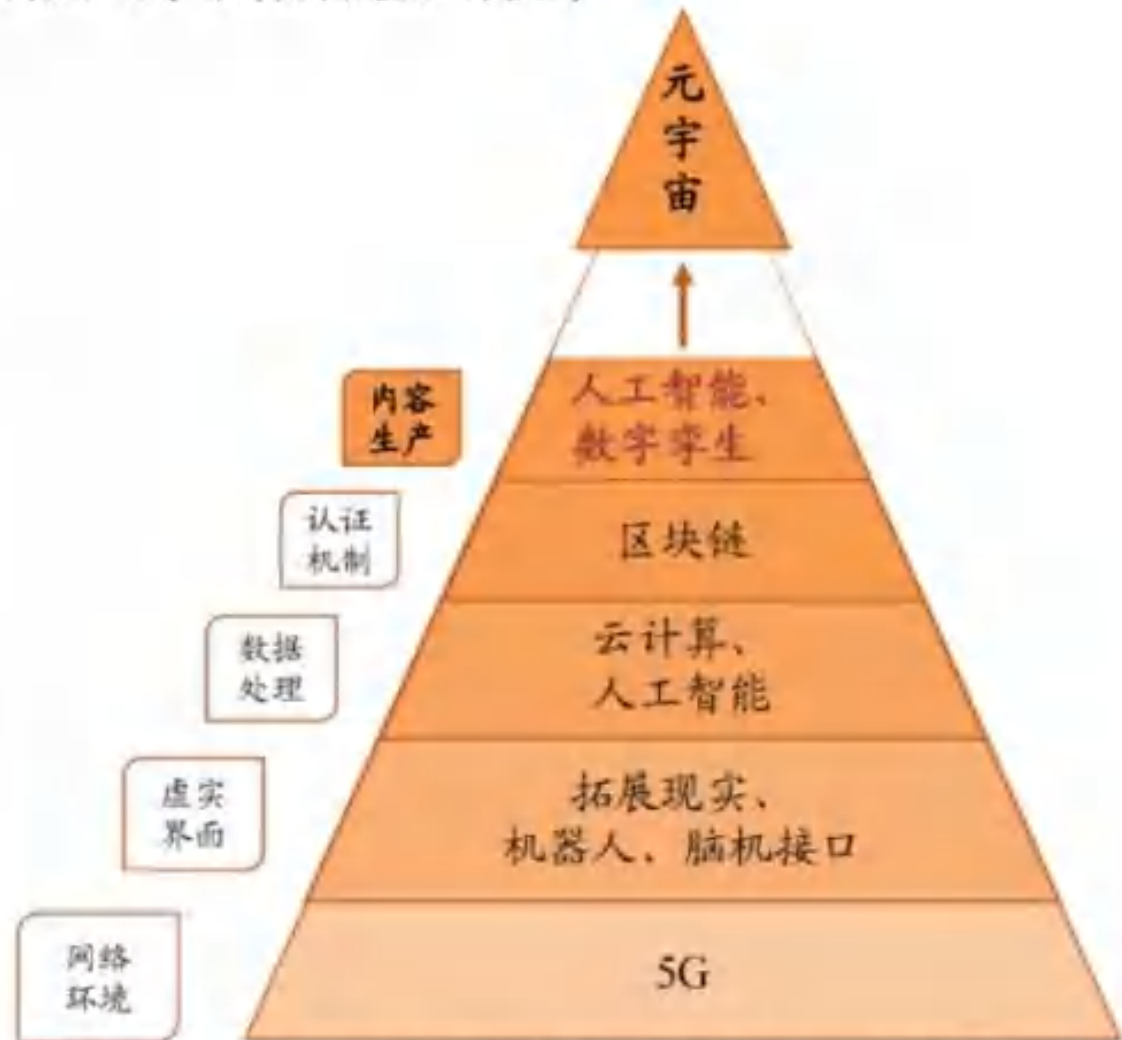 元
宇
宙
内容
生产
人工智能、
数字孪生
认证
机制
区块链
数据
处理
云计算、
人工智能
虚实
界面
拓展现实、
机器人、脑机接口
网络
环境
5G